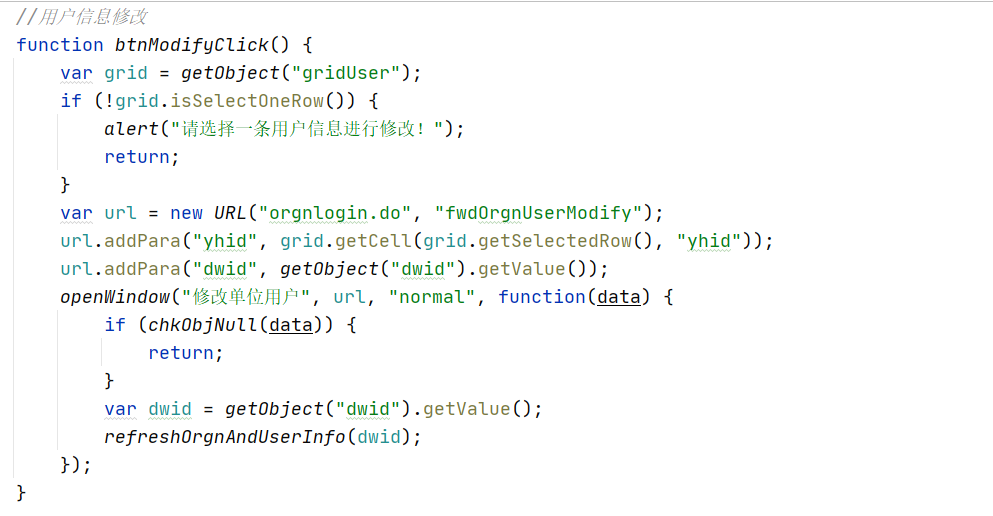 //用户信息修改
function btnModifyClick() {
    var grid = getObject("gridUser");
    if (!grid.isSelectOneRow()) {
        alert("请选择一条用户信息进行修改！");
        return;
    }
    var url = new URL("orgnlogin.do", "fwdOrgnUserModify");
    url.addPara("yhid", grid.getCell(grid.getSelectedRow(), "yhid"));
    url.addPara("dwid", getObject("dwid").getValue());
    openWindow("修改单位用户", url, "normal", function(data) {
        if (chkObjNull(data)) {
            return;
        }
        var dwid = getObject("dwid").getValue();
        refreshOrgnAndUserInfo(dwid);
    });
}